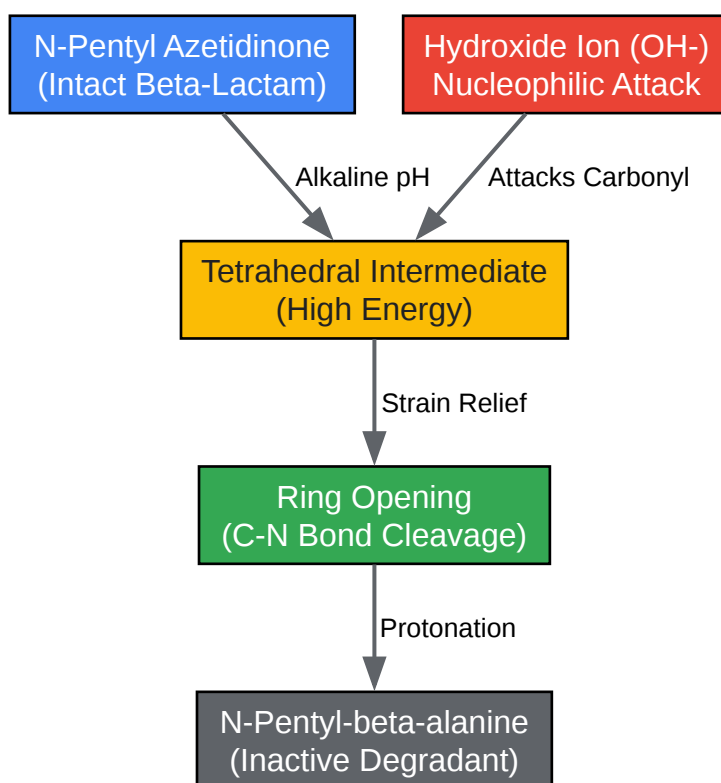 N-Pentyl Azetidinone
(Intact Beta-Lactam)
Hydroxide Ion (OH-)
Nucleophilic Attack
Alkaline pH
Attacks Carbonyl
Tetrahedral Intermediate
(High Energy)
Strain Relief
Ring Opening
(C-N Bond Cleavage)
Protonation
N-Pentyl-beta-alanine
(Inactive Degradant)